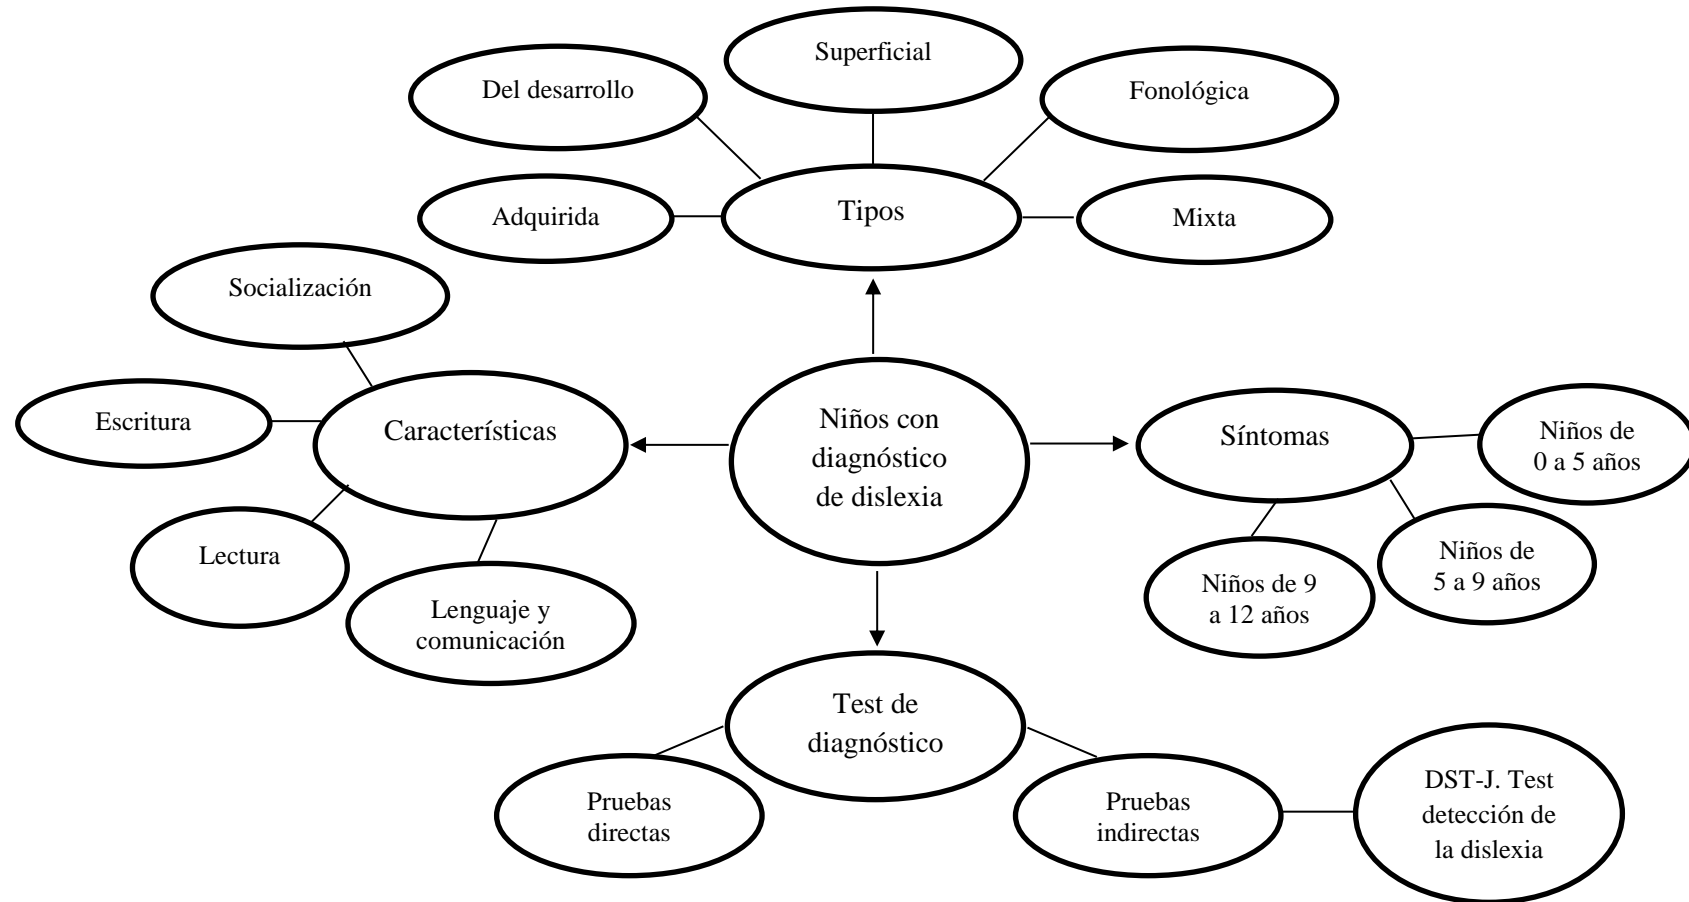 Superficial
Del desarrollo
Fonológica
Adquirida
Tipos
Mixta
Socialización
Escritura
Características
Lectura
Lenguaje y
comunicación
Niños con
diagnóstico
de dislexia
Síntomas
Niños de
0 a 5 años
Niños de
5 a 9 años
Niños de 9
a 12 años
Test de
diagnóstico
Pruebas
directas
Pruebas
indirectas
DST-J. Test
detección de
la dislexia